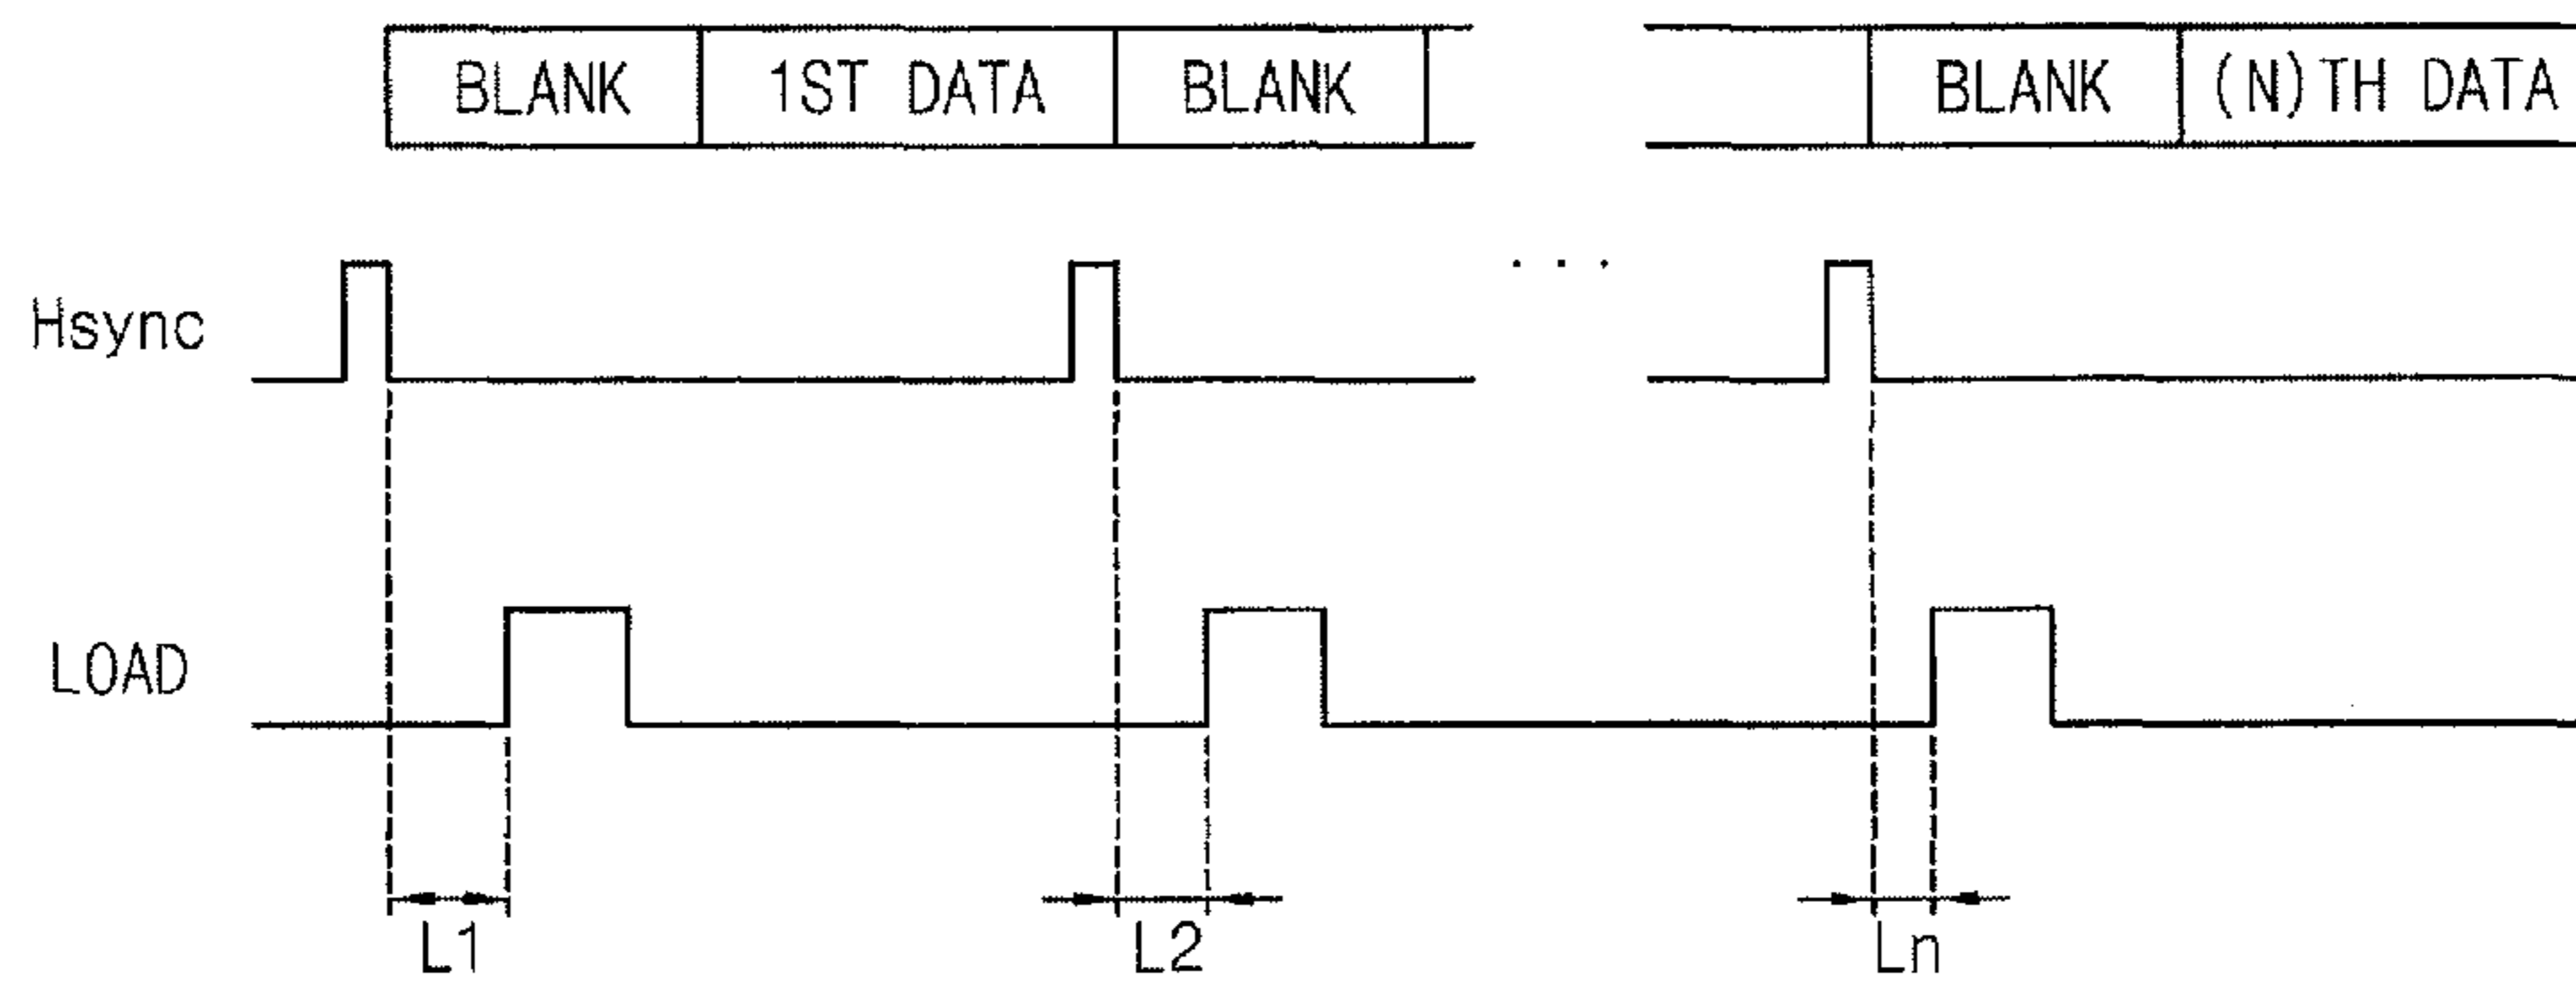 BLANK 1ST DATA BLANK BLANK (N)TH DATA
. . .
Hsync
LOAD
L1 L2 Ln